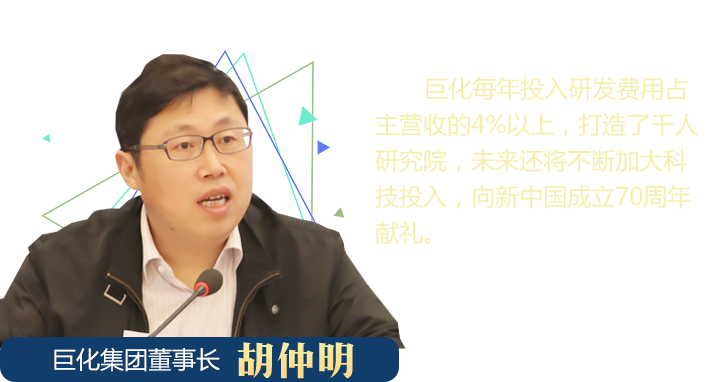 巨化每年投入研发费用占
主营收的4%以上，打造了千人
研究院，未来还将不断加大科
技投入，向新中国成立70周年
献礼。
巨化集团董事长 胡仲明